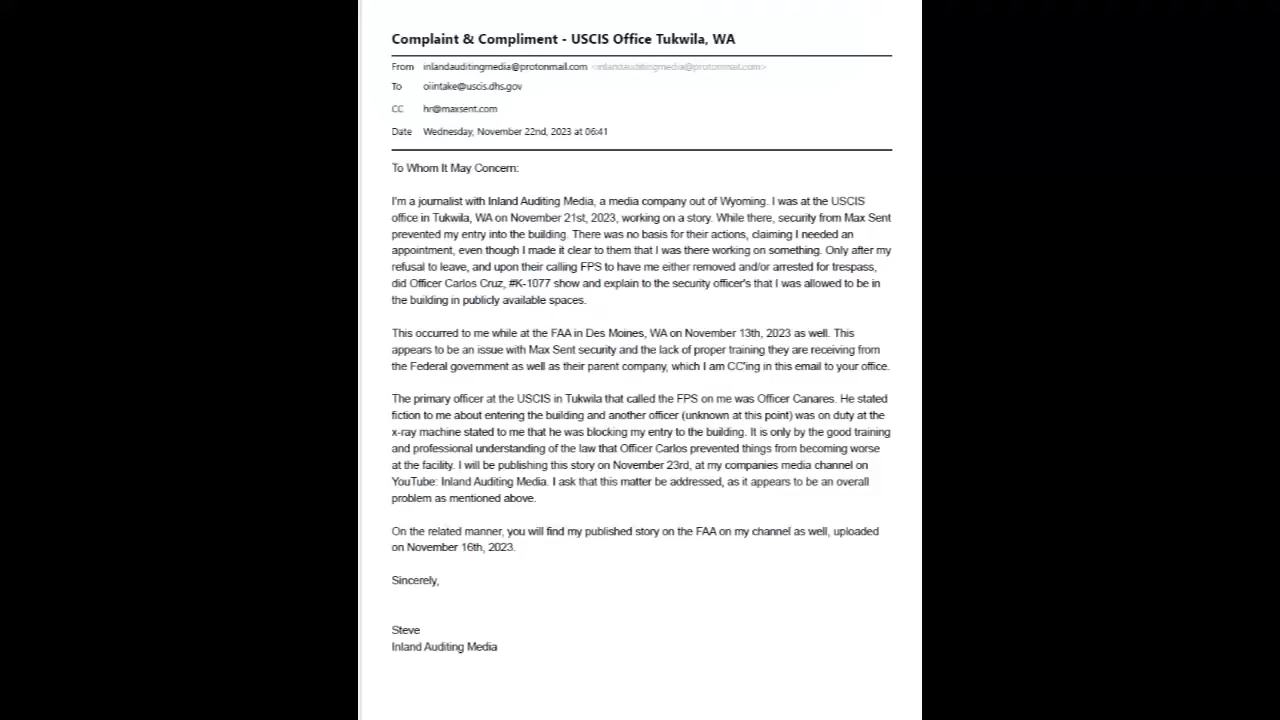 Complaint & Compliment - USCIS Office Tukwila, WA
From inlandauditingmedia@protonmail.com <inlandauditingmedia@protonmail.com>
To oiintake@uscis.dhs.gov
CC hr@maxsent.com
Date Wednesday, November 22nd, 2023 at 06:41
To Whom It May Concern:
I'm a journalist with Inland Auditing Media, a media company out of Wyoming. I was at the USCIS
office in Tukwila, WA on November 21st, 2023, working on a story. While there, security from Max Sent
prevented my entry into the building. There was no basis for their actions, claiming I needed an
appointment, even though I made it clear to them that I was there working on something. Only after my
refusal to leave, and upon their calling FPS to have me either removed and/or arrested for trespass,
did Officer Carlos Cruz, #K-1077 show and explain to the security officer's that I was allowed to be in
the building in publicly available spaces.
This occurred to me while at the FAA in Des Moines, WA on November 13th, 2023 as well. This
appears to be an issue with Max Sent security and the lack of proper training they are receiving from
the Federal government as well as their parent company, which I am CC'ing in this email to your office.
The primary officer at the USCIS in Tukwila that called the FPS on me was Officer Canares. He stated
fiction to me about entering the building and another officer (unknown at this point) was on duty at the
x-ray machine stated to me that he was blocking my entry to the building. It is only by the good training
and professional understanding of the law that Officer Carlos prevented things from becoming worse
at the facility. I will be publishing this story on November 23rd, at my companies media channel on
YouTube: Inland Auditing Media. I ask that this matter be addressed, as it appears to be an overall
problem as mentioned above.
On the related manner, you will find my published story on the FAA on my channel as well, uploaded
on November 16th, 2023.
Sincerely,
Steve
Inland Auditing Media